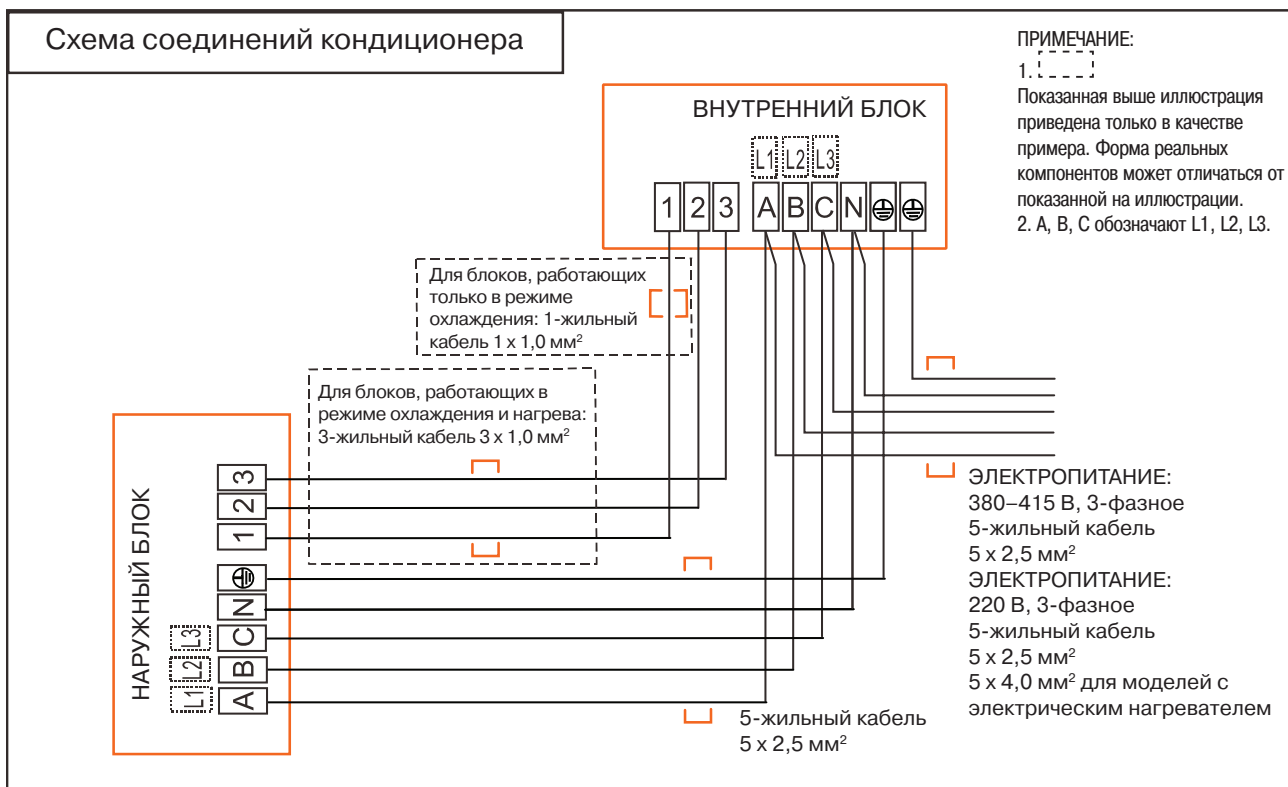 Схема соединений кондиционера
ПРИМЕЧАНИЕ:
1.
Показанная выше иллюстрация
приведена только в качестве
примера. Форма реальных
компонентов может отличаться от
показанной на иллюстрации.
2. A, B, C обозначают L1, L2, L3.
ВНУТРЕННИЙ БЛОК
L1 L2 L3
1 2 3 A B C N
Для блоков, работающих
только в режиме
охлаждения: 1-жильный
кабель 1 x 1,0 мм²
Для блоков, работающих в
режиме охлаждения и нагрева:
3-жильный кабель 3 x 1,0 мм²
НАРУЖНЫЙ БЛОК
3
2
1
N
L3 C
L2 B
L1 A
5-жильный кабель
5 x 2,5 мм²
ЭЛЕКТРОПИТАНИЕ:
380–415 В, 3-фазное
5-жильный кабель
5 x 2,5 мм²
ЭЛЕКТРОПИТАНИЕ:
220 В, 3-фазное
5-жильный кабель
5 x 2,5 мм²
5 x 4,0 мм² для моделей с
электрическим нагревателем